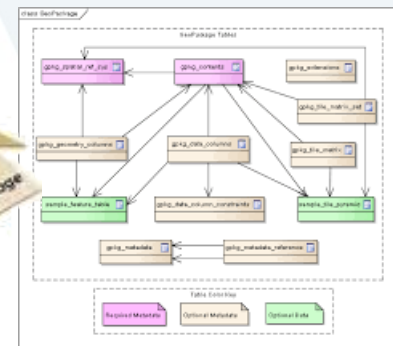 class GeoPackage
GeoPackage Tables
gpkg_spatial_ref_sys
gpkg_contents
gpkg_extensions
gpkg_tile_matrix_set
gpkg_geometry_columns
gpkg_data_columns
gpkg_tile_matrix
sample_feature_table
gpkg_data_column_constraints
sample_tile_pyramid
gpkg_metadata
gpkg_metadata_reference
Table Color Key
Required Metadata
Optional Metadata
Optional Data